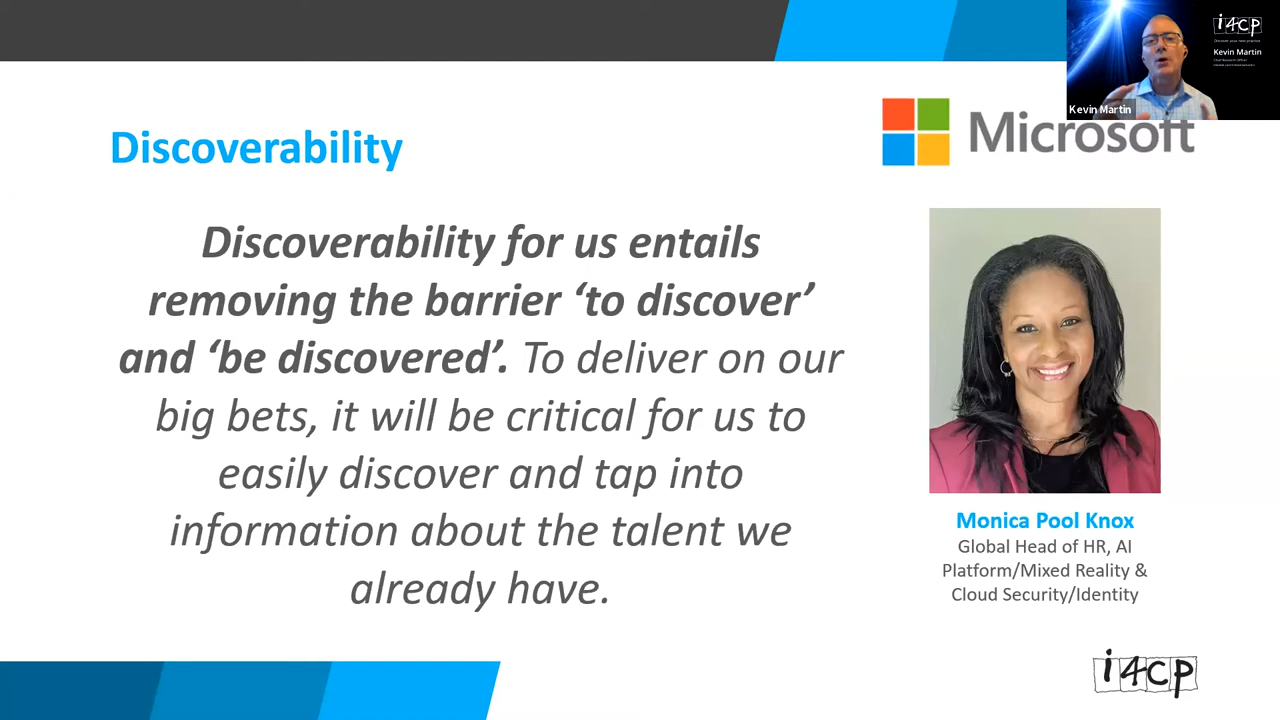 i4cp
Kevin Martin
Kevin Martin
Microsoft
Discoverability
Discoverability for us entails
removing the barrier ‘to discover’
and ‘be discovered’. To deliver on our
big bets, it will be critical for us to
easily discover and tap into
information about the talent we
already have.
Monica Pool Knox
Global Head of HR, AI
Platform/Mixed Reality &
Cloud Security/Identity
i4cp